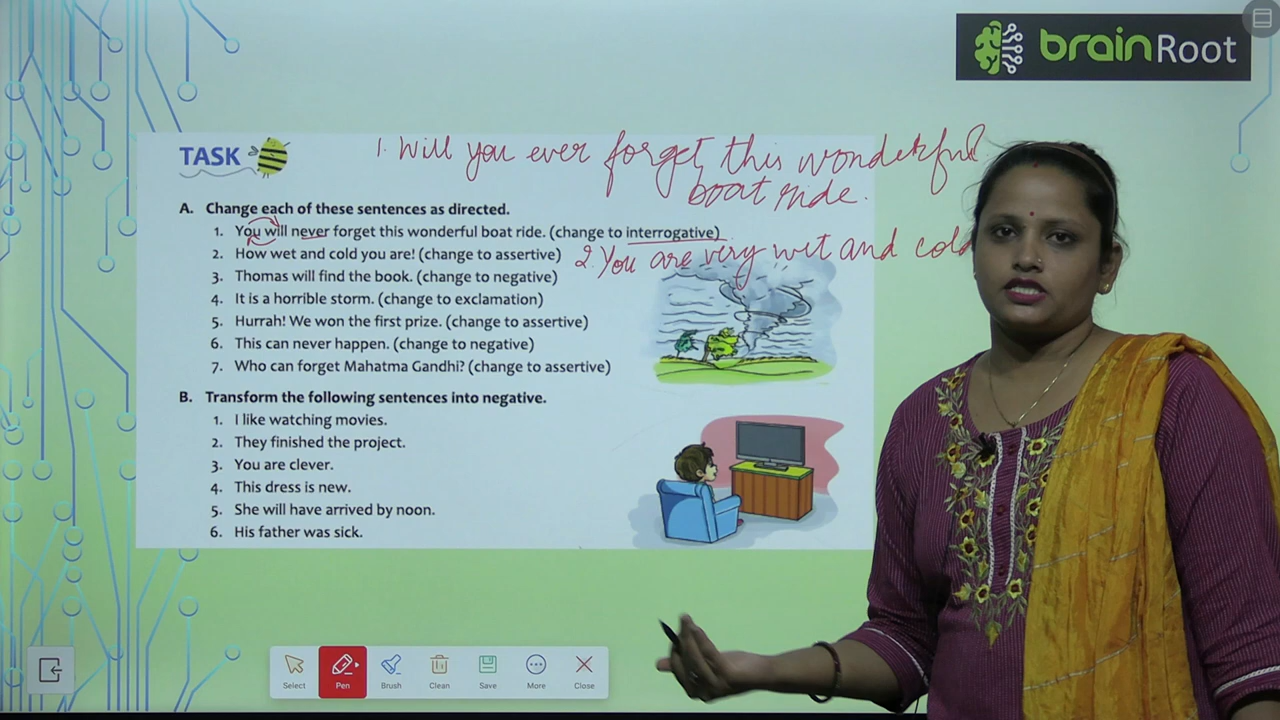 brainRoot
TASK
1. Will you ever forget this wonderful
boat ride.
A. Change each of these sentences as directed.
1. You will never forget this wonderful boat ride. (change to interrogative)
2. How wet and cold you are! (change to assertive)
2. You are very wet and cold
3. Thomas will find the book. (change to negative)
4. It is a horrible storm. (change to exclamation)
5. Hurrah! We won the first prize. (change to assertive)
6. This can never happen. (change to negative)
7. Who can forget Mahatma Gandhi? (change to assertive)
B. Transform the following sentences into negative.
1. I like watching movies.
2. They finished the project.
3. You are clever.
4. This dress is new.
5. She will have arrived by noon.
6. His father was sick.
Select Pen Brush Clean Save More Close